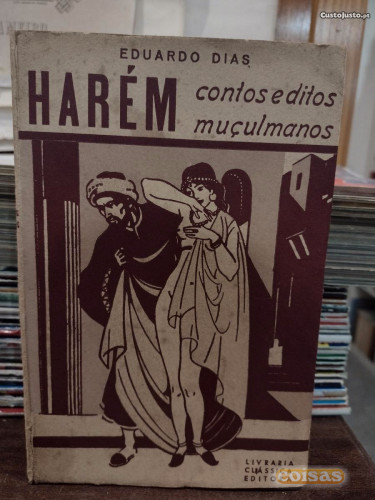 CustoJusto.pt
EDUARDO DIAS
HARÉM
contos e ditos
muçulmanos
LIVRARIA
CLÁSSICA
EDITORA
coisas